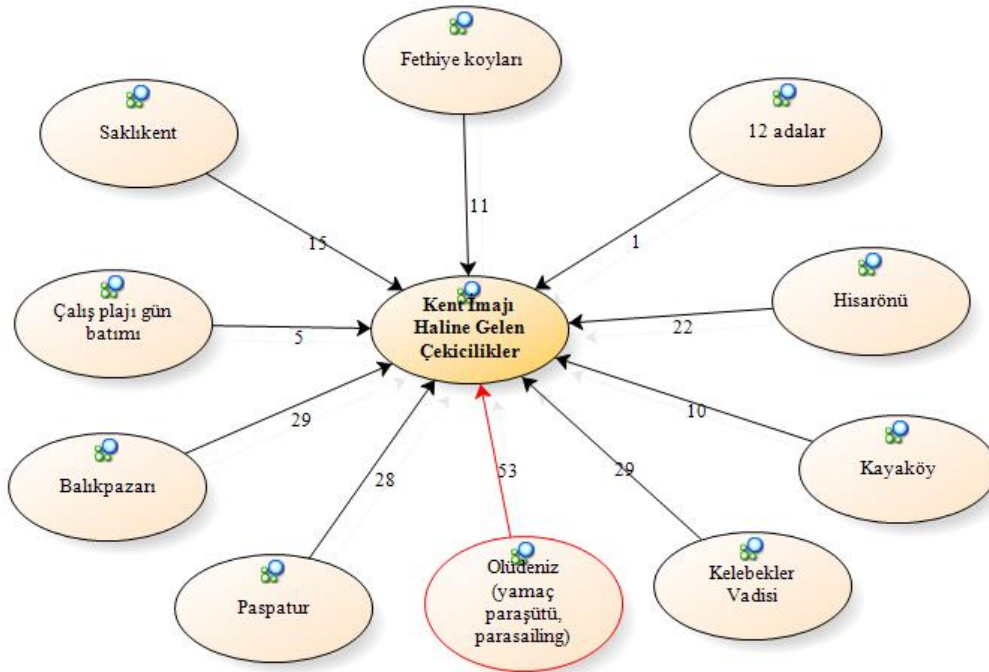 Fethiye koyları
Saklıkent
12 adalar
11
15
1
Kent İmajı
Haline Gelen
Çekicilikler
Hisarönü
Çalış plajı gün
batımı
22
5
29
10
Balıkpazarı
Kayaköy
28
53
29
Paspatur
Olüdeniz
(yamaç
paraşütü,
parasailing)
Kelebekler
Vadisi